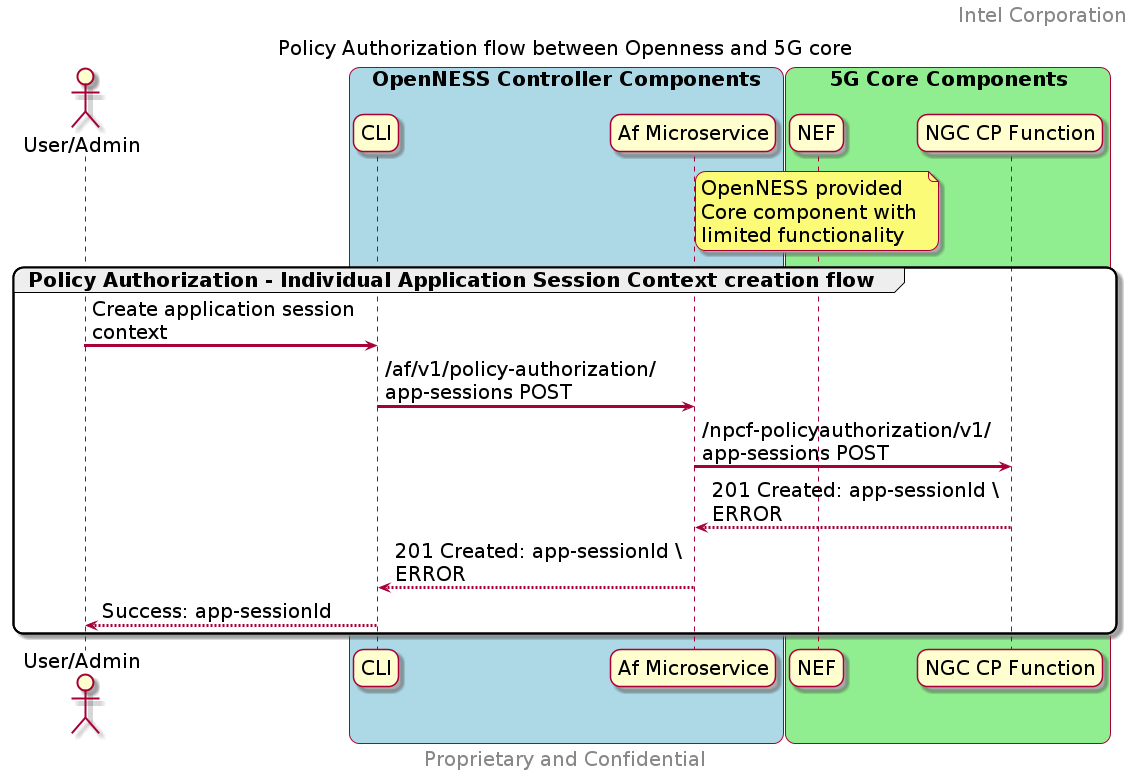 Intel Corporation
Policy Authorization flow between Openness and 5G core
OpenNESS Controller Components
5G Core Components
User/Admin
CLI
Af Microservice
NEF
NGC CP Function
OpenNESS provided
Core component with
limited functionality
Policy Authorization - Individual Application Session Context creation flow
Create application session
context
/af/v1/policy-authorization/
app-sessions POST
/npcf-policyauthorization/v1/
app-sessions POST
201 Created: app-sessionId \
ERROR
201 Created: app-sessionId \
ERROR
Success: app-sessionId
User/Admin
CLI
Af Microservice
NEF
NGC CP Function
Proprietary and Confidential